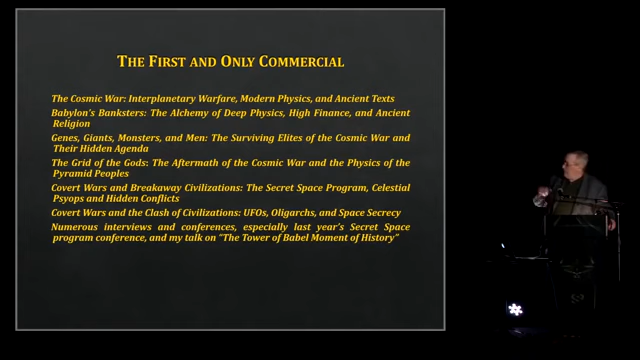 THE FIRST AND ONLY COMMERCIAL
The Cosmic War: Interplanetary Warfare, Modern Physics, and Ancient Texts
Babylon's Banksters: The Alchemy of Deep Physics, High Finance, and Ancient
Religion
Genes, Giants, Monsters, and Men: The Surviving Elites of the Cosmic War and
Their Hidden Agenda
The Grid of the Gods: The Aftermath of the Cosmic War and the Physics of the
Pyramid Peoples
Covert Wars and Breakaway Civilizations: The Secret Space Program, Celestial
Psyops and Hidden Conflicts
Covert Wars and the Clash of Civilizations: UFOs, Oligarchs, and Space Secrecy
Numerous interviews and conferences, especially last year's Secret Space
program conference, and my talk on "The Tower of Babel Moment of History"